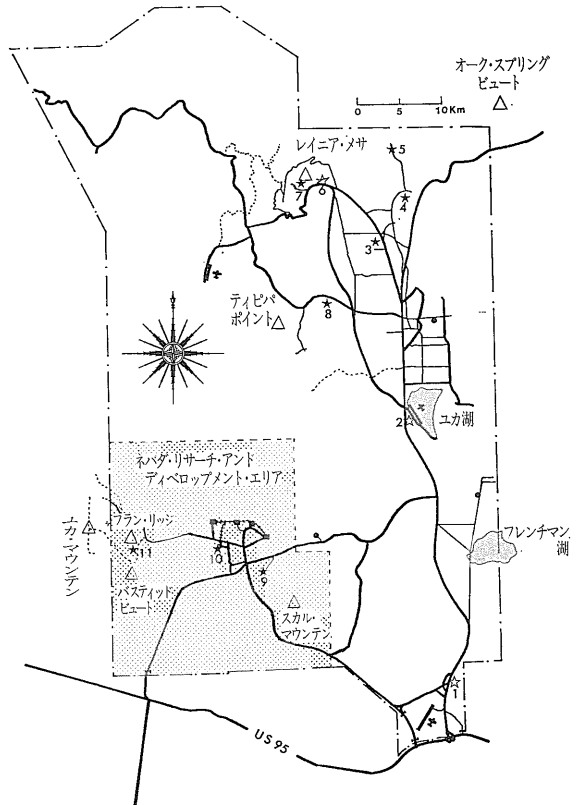 オーク・スプリング
ビュート
0 5 10Km
レイニア・メサ
5
7
6
4
3
ティピパ
ポイント
8
2
ユカ湖
ネバダ・リサーチ・アンド
ディベロップメント・エリア
フラン・リッジ
ユカ・マウンテン
11
バスティッド
ビュート
10
9
スカル・
マウンテン
フレンチマン
湖
1
US 95